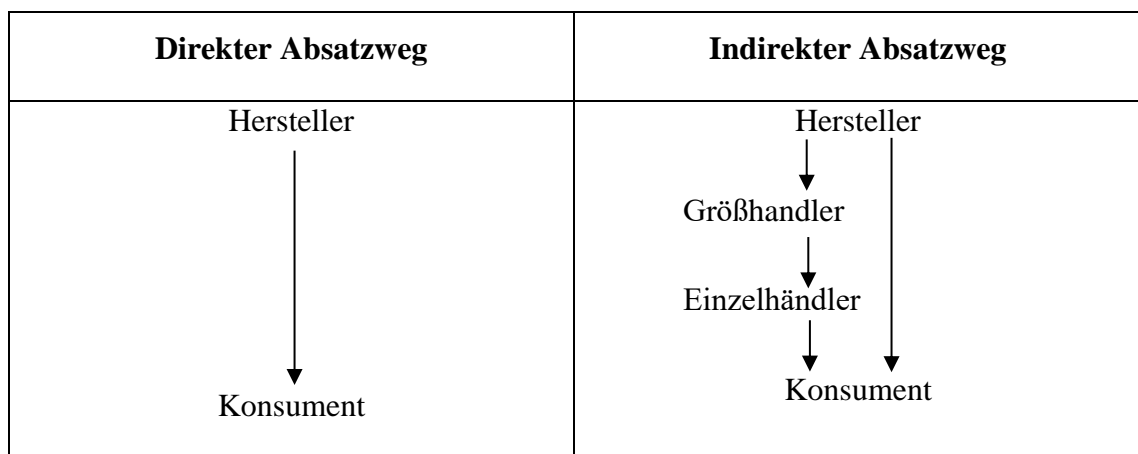 Direkter Absatzweg
Indirekter Absatzweg
Hersteller
Konsument
Hersteller
Größhandler
Einzelhändler
Konsument